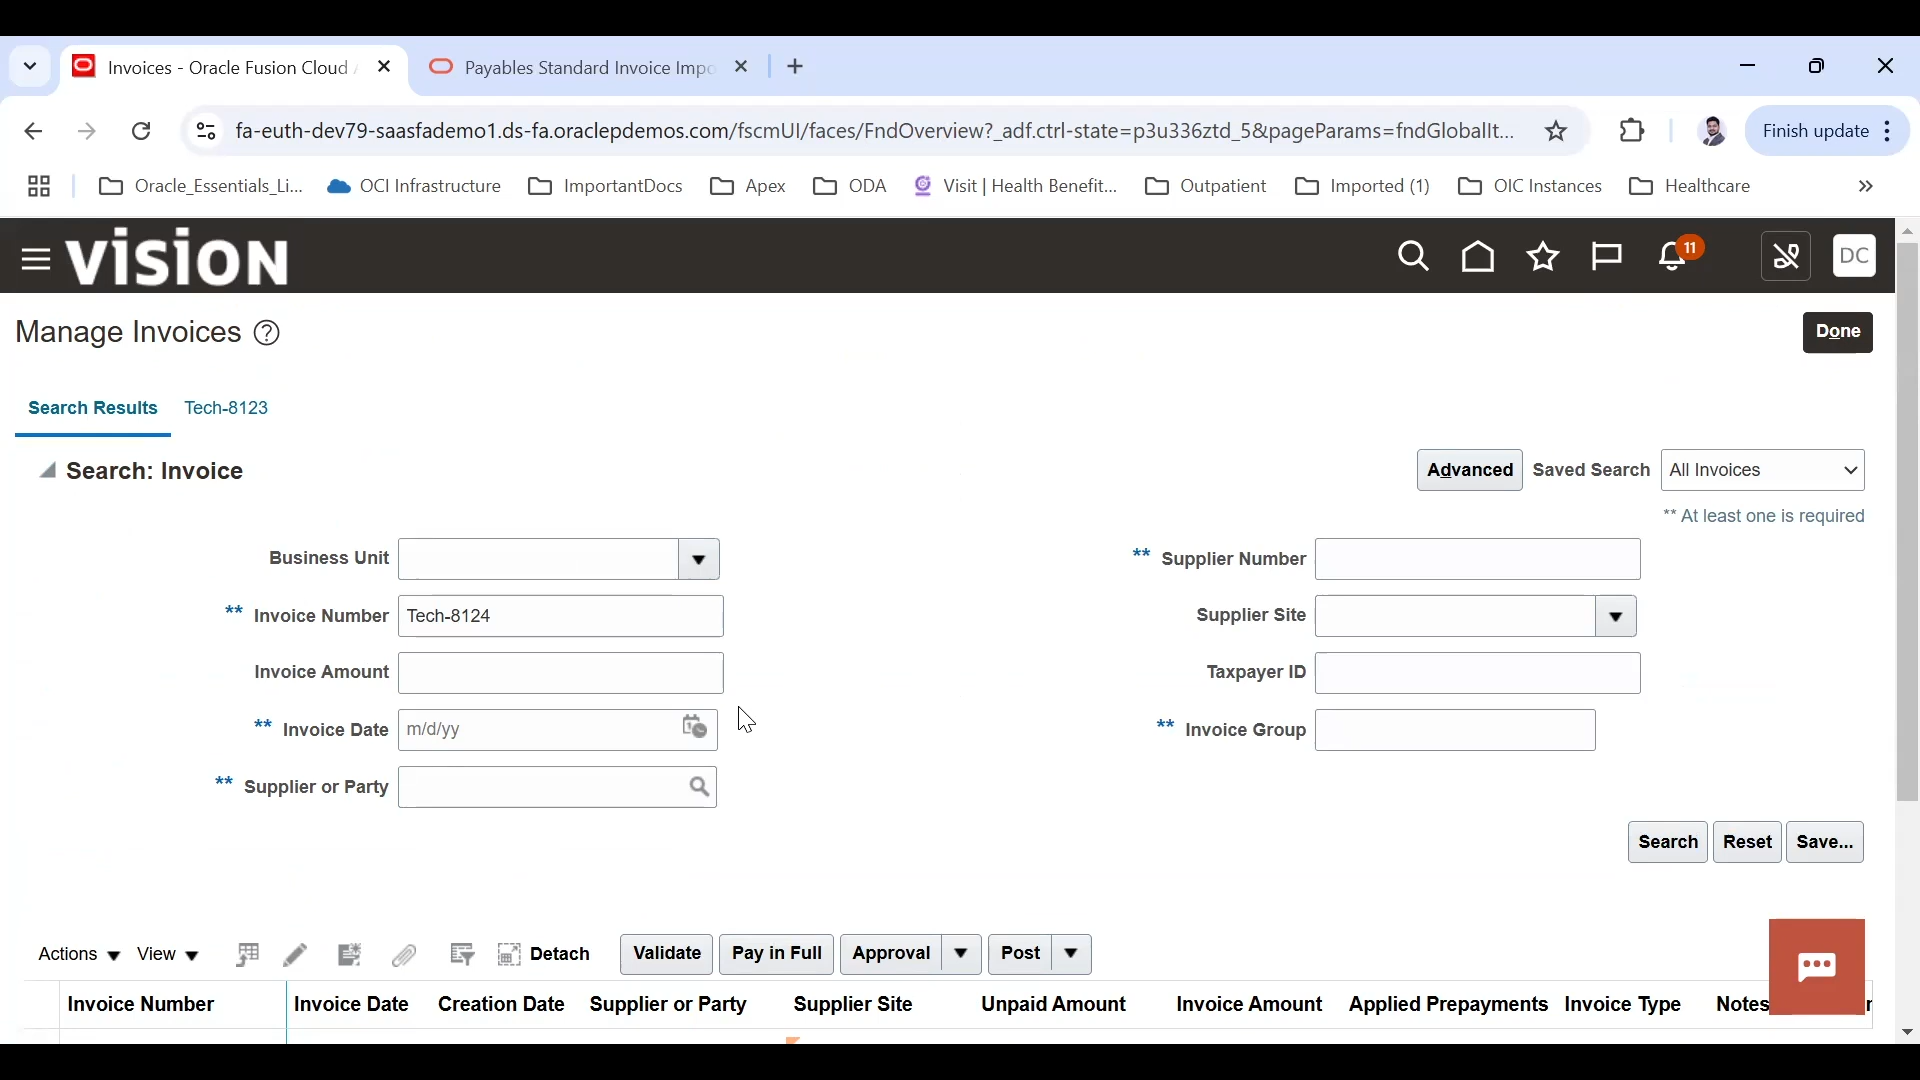 Invoices - Oracle Fusion Cloud
Payables Standard Invoice Impo
fa-euth-dev79-saasfademo1.ds-fa.oraclepdemos.com/fscmUI/faces/FndOverview?_adf.ctrl-state=p3u336ztd_5&pageParams=fndGlobalIt...
Finish update
Oracle_Essentials_Li...
OCI Infrastructure
ImportantDocs
Apex
ODA
Visit | Health Benefit...
Outpatient
Imported (1)
OIC Instances
Healthcare
»
VISION
11
DC
Manage Invoices ?
Done
Search Results
Tech-8123
Search: Invoice
Advanced
Saved Search
All Invoices
** At least one is required
Business Unit
** Supplier Number
** Invoice Number
Tech-8124
Supplier Site
Invoice Amount
Taxpayer ID
** Invoice Date
m/d/yy
** Invoice Group
** Supplier or Party
Search
Reset
Save...
Actions
View
Detach
Validate
Pay in Full
Approval
Post
Invoice Number
Invoice Date
Creation Date
Supplier or Party
Supplier Site
Unpaid Amount
Invoice Amount
Applied Prepayments
Invoice Type
Notes